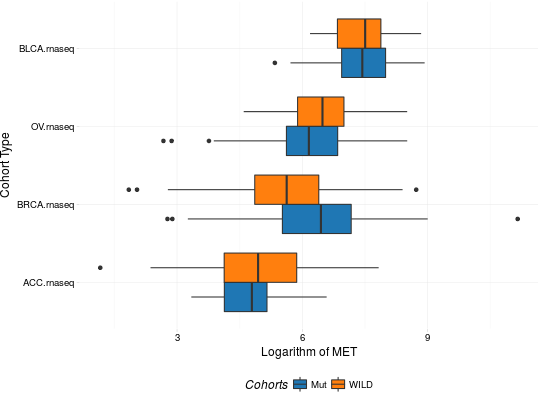 BLCA.rnaseq
OV.rnaseq
BRCA.rnaseq
ACC.rnaseq
Cohort Type
3 6 9
Logarithm of MET
Cohorts Mut WILD